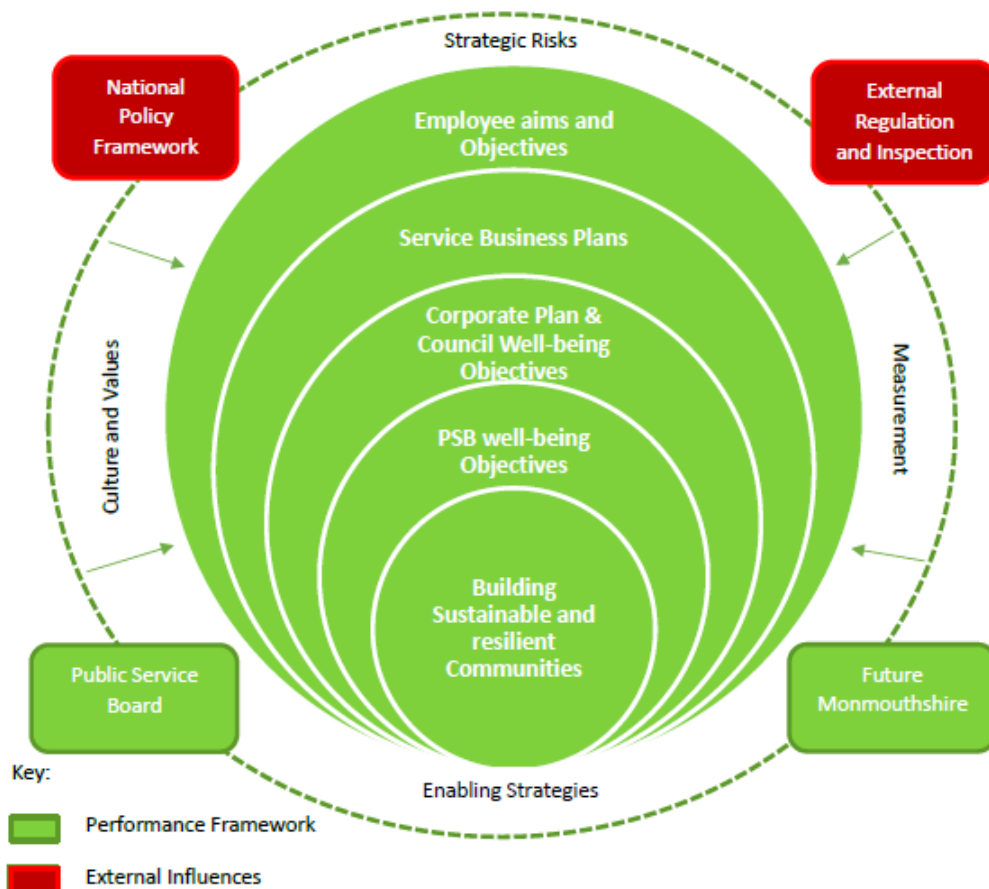 Strategic Risks
National
Policy
Framework
External
Regulation
and Inspection
Employee aims and
Objectives
Service Business Plans
Corporate Plan &
Council Well-being
Objectives
Culture and Values
Measurement
PSB well-being
Objectives
Building
Sustainable and
resilient
Communities
Public Service
Board
Future
Monmouthshire
Enabling Strategies
Key:
Performance Framework
External Influences